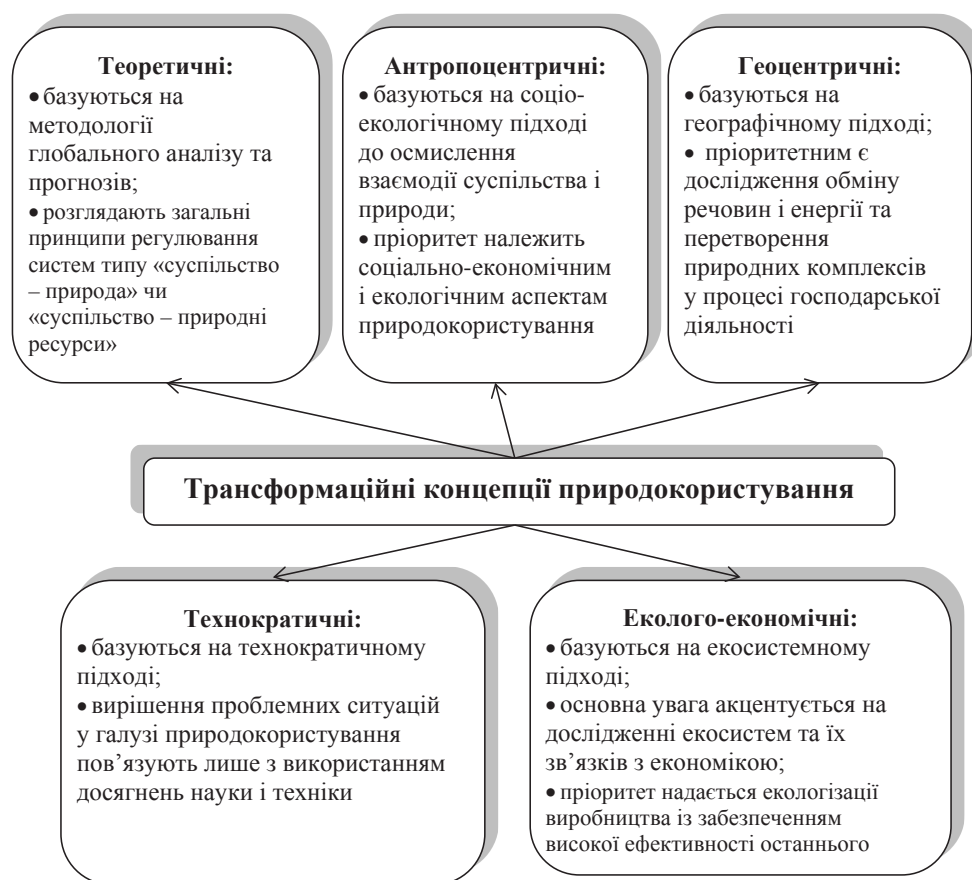 Теоретичні:
• базуються на
методології
глобального аналізу та
прогнозів;
• розглядають загальні
принципи регулювання
систем типу «суспільство
– природа» чи
«суспільство – природні
ресурси»
Антропоцентричні:
• базуються на соціо-
екологічному підході
до осмислення
взаємодії суспільства і
природи;
• пріоритет належить
соціально-економічним
і екологічним аспектам
природокористування
Геоцентричні:
• базуються на
географічному підході;
• пріоритетним є
дослідження обміну
речовин і енергії та
перетворення
природних комплексів
у процесі господарської
діяльності
Трансформаційні концепції природокористування
Технократичні:
• базуються на технократичному
підході;
• вирішення проблемних ситуацій
у галузі природокористування
пов’язують лише з використанням
досягнень науки і техніки
Еколого-економічні:
• базуються на екосистемному
підході;
• основна увага акцентується на
дослідженні екосистем та їх
зв’язків з економікою;
• пріоритет надається екологізації
виробництва із забезпеченням
високої ефективності останнього